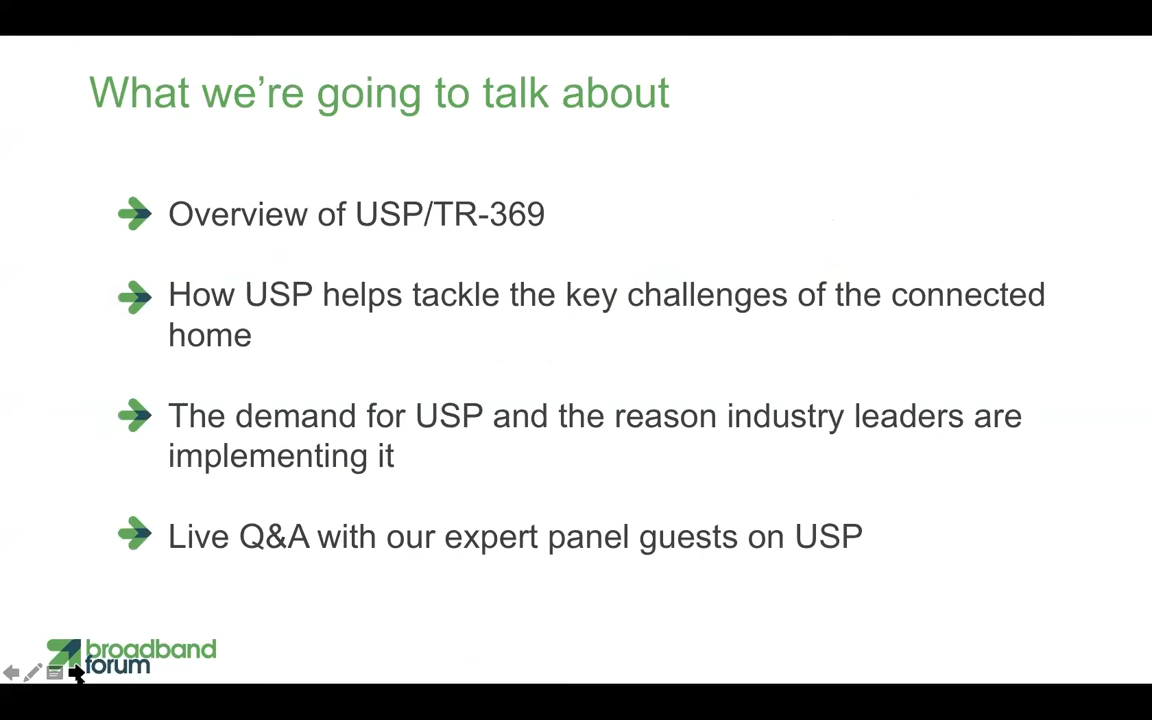 What we’re going to talk about
Overview of USP/TR-369
How USP helps tackle the key challenges of the connected
home
The demand for USP and the reason industry leaders are
implementing it
Live Q&A with our expert panel guests on USP
broadband
forum